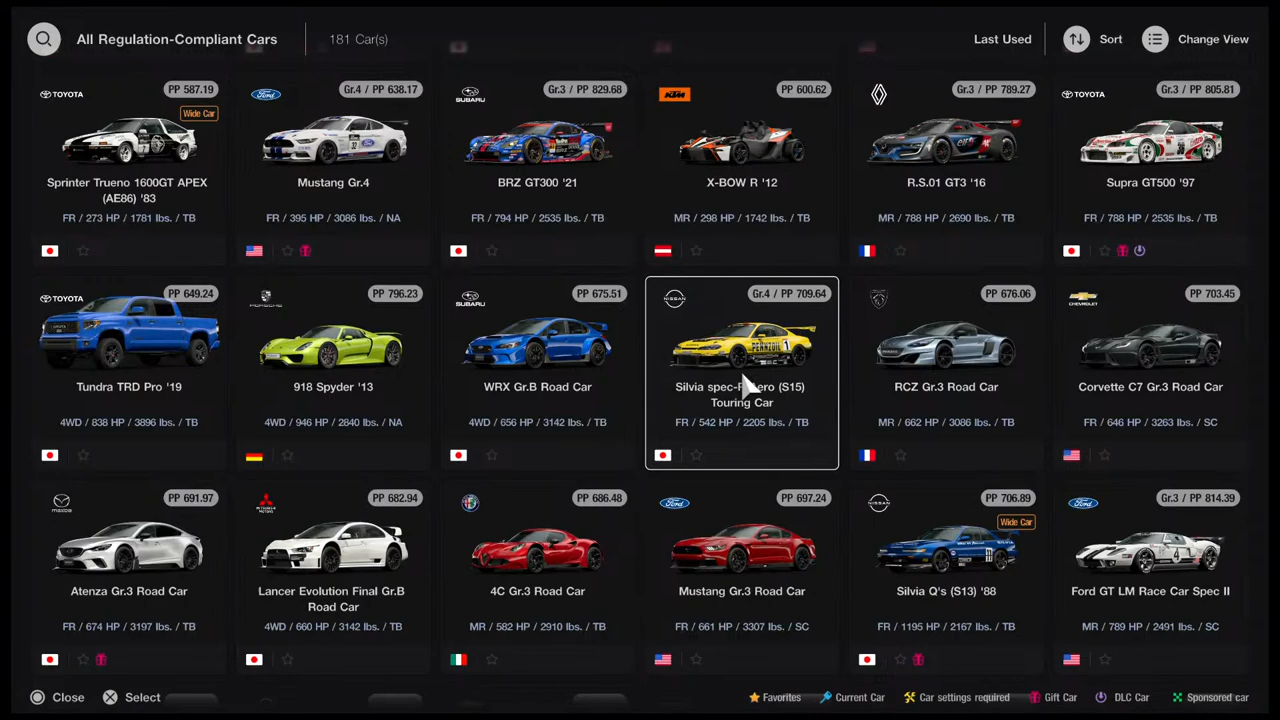 All Regulation-Compliant Cars
181 Car(s)
Last Used
Sort
Change View
TOYOTA
PP 587.19
Wide Car
Sprinter Trueno 1600GT APEX
(AE86) '83
FR / 273 HP / 1781 lbs. / TB
Ford
Gr.4 / PP 638.17
Mustang Gr.4
FR / 395 HP / 3086 lbs. / NA
SUBARU
Gr.3 / PP 829.68
BRZ GT300 '21
FR / 794 HP / 2535 lbs. / TB
KTM
PP 600.62
X-BOW R '12
MR / 298 HP / 1742 lbs. / TB
Gr.3 / PP 789.27
R.S.01 GT3 '16
MR / 788 HP / 2690 lbs. / TB
TOYOTA
Gr.3 / PP 805.81
Supra GT500 '97
FR / 788 HP / 2535 lbs. / TB
TOYOTA
PP 649.24
Tundra TRD Pro '19
4WD / 838 HP / 3896 lbs. / TB
PORSCHE
PP 796.23
918 Spyder '13
4WD / 946 HP / 2840 lbs. / NA
SUBARU
PP 675.51
WRX Gr.B Road Car
4WD / 656 HP / 3142 lbs. / TB
NISSAN
Gr.4 / PP 709.64
PENNZOIL
1
Touring Car
FR / 542 HP / 2205 lbs. / TB
PP 676.06
RCZ Gr.3 Road Car
MR / 662 HP / 3086 lbs. / TB
CHEVROLET
PP 703.45
Corvette C7 Gr.3 Road Car
FR / 646 HP / 3263 lbs. / SC
mazda
PP 691.97
Atenza Gr.3 Road Car
FR / 674 HP / 3197 lbs. / TB
MITSUBISHI
MOTORS
PP 682.94
Lancer Evolution Final Gr.B
Road Car
4WD / 660 HP / 3142 lbs. / TB
PP 686.48
4C Gr.3 Road Car
MR / 582 HP / 2910 lbs. / TB
Ford
PP 697.24
Mustang Gr.3 Road Car
FR / 661 HP / 3307 lbs. / SC
NISSAN
PP 706.89
Wide Car
Silvia Q's (S13) '88
FR / 1195 HP / 2167 lbs. / TB
Ford
Gr.3 / PP 814.39
Ford GT LM Race Car Spec II
MR / 789 HP / 2491 lbs. / SC
Close
Select
Favorites
Current Car
Car settings required
Gift Car
DLC Car
Sponsored car